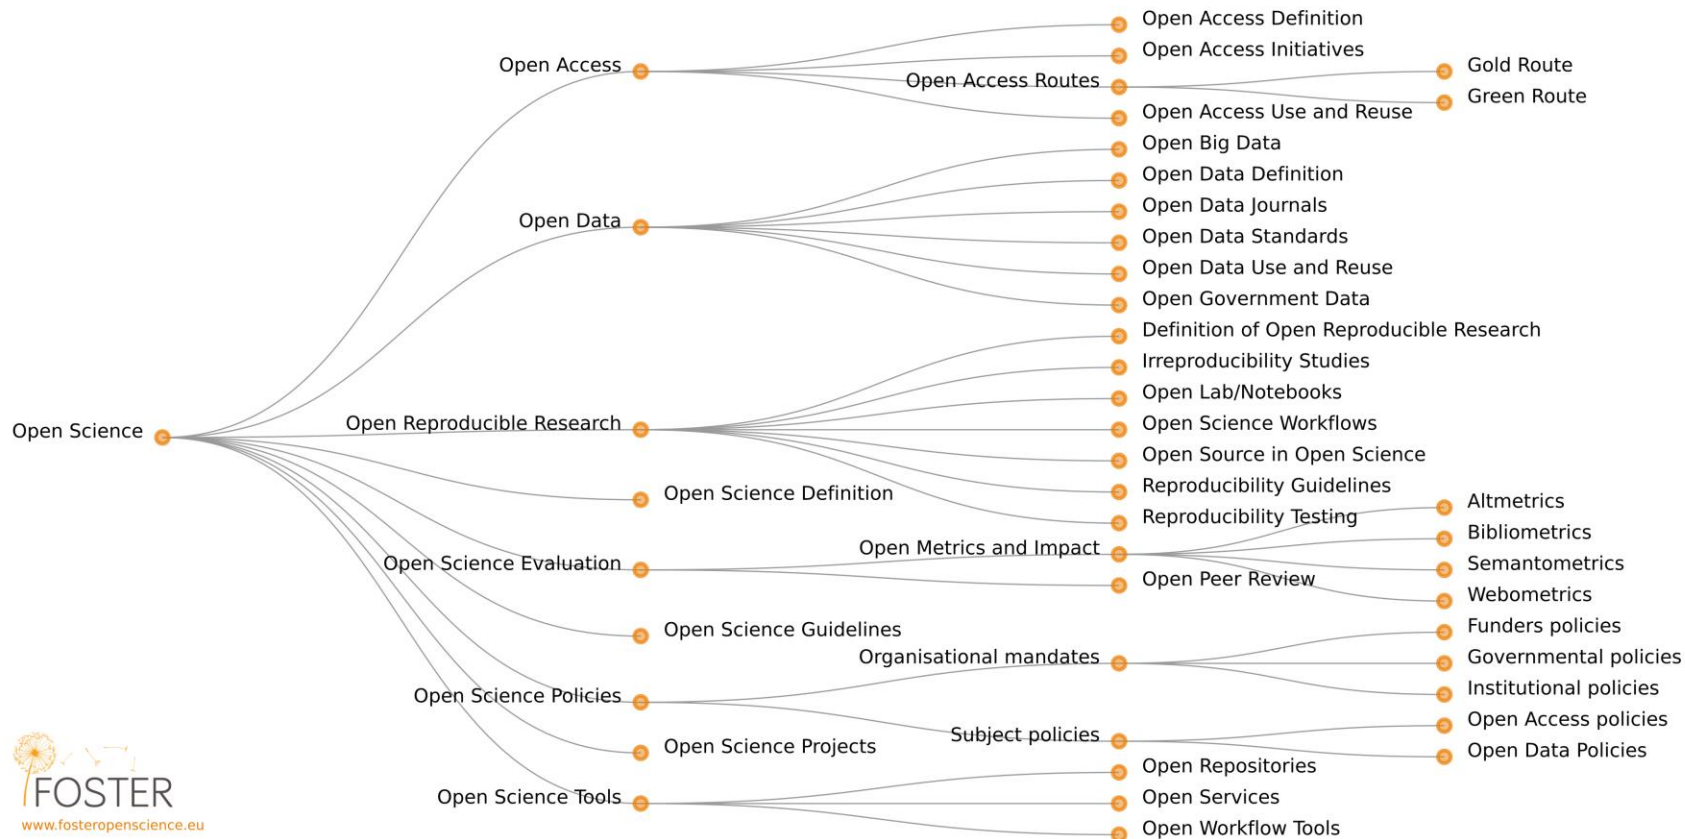 Open Science
Open Access
Open Access Definition
Open Access Initiatives
Open Access Routes
Gold Route
Green Route
Open Access Use and Reuse
Open Data
Open Big Data
Open Data Definition
Open Data Journals
Open Data Standards
Open Data Use and Reuse
Open Government Data
Open Reproducible Research
Definition of Open Reproducible Research
Irreproducibility Studies
Open Lab/Notebooks
Open Science Workflows
Open Source in Open Science
Reproducibility Guidelines
Reproducibility Testing
Open Science Definition
Open Science Evaluation
Open Metrics and Impact
Altmetrics
Bibliometrics
Semantometrics
Webometrics
Open Peer Review
Open Science Guidelines
Open Science Policies
Organisational mandates
Funders policies
Governmental policies
Institutional policies
Subject policies
Open Access policies
Open Data Policies
Open Science Projects
Open Science Tools
Open Repositories
Open Services
Open Workflow Tools
FOSTER
www.fosteropenscience.eu